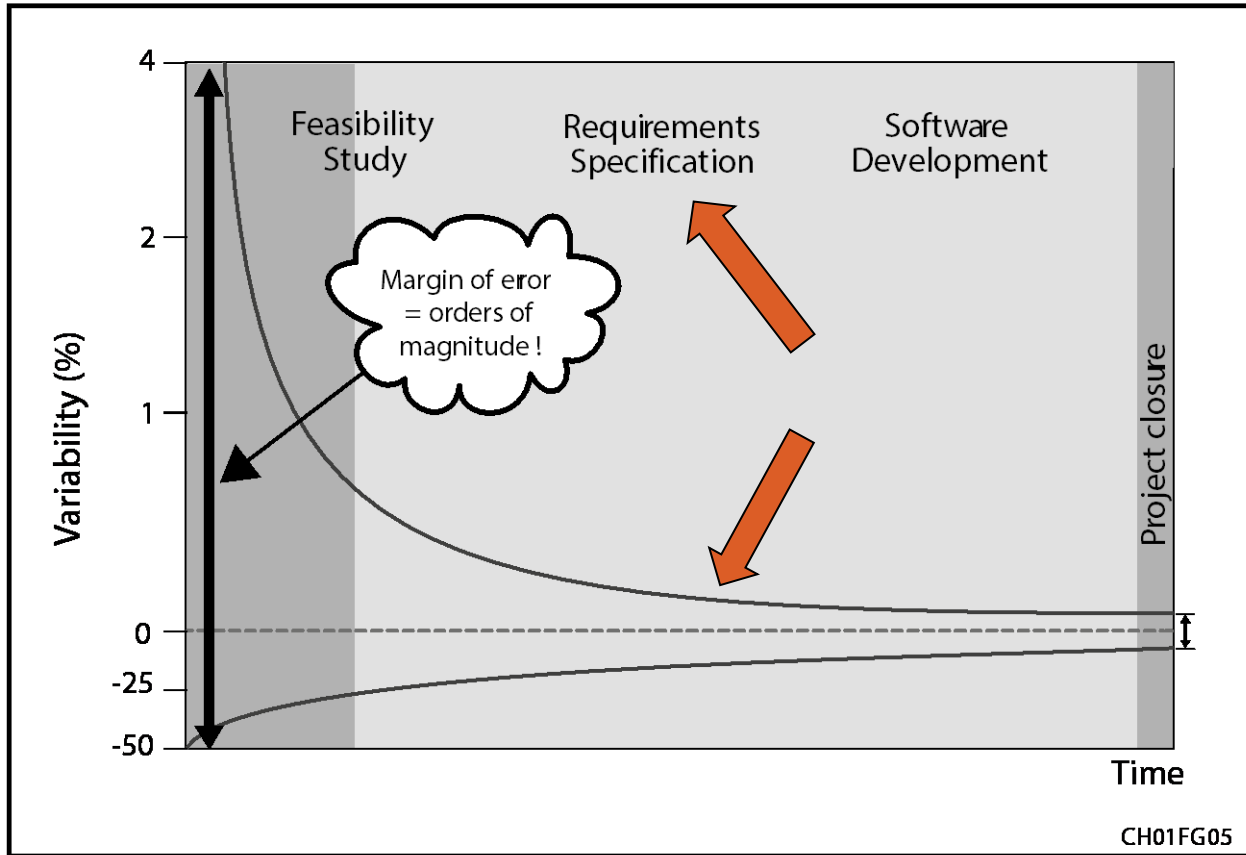 4
2
1
0
-25
-50
Variability (%)
Feasibility
Study
Requirements
Specification
Software
Development
Margin of error
= orders of
magnitude !
Project closure
Time
CH01FG05